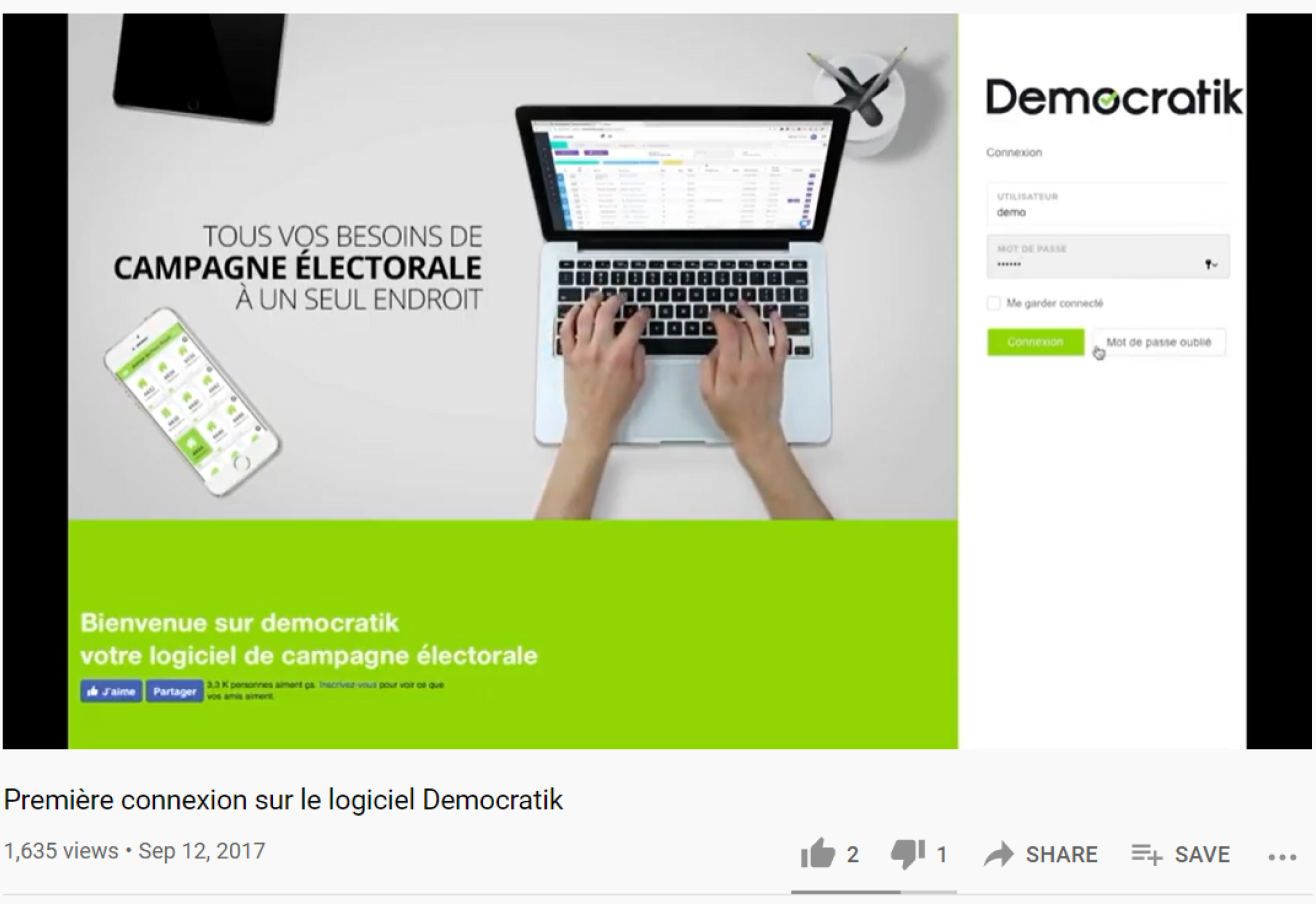 TOUS VOS BESOINS DE
CAMPAGNE ÉLECTORALE
À UN SEUL ENDROIT
Bienvenue sur democratik
votre logiciel de campagne électorale
J'aime
Partager
3,3 K personnes aiment ça. Inscrivez-vous pour voir ce que
vos amis aiment.
Democratik
Connexion
UTILISATEUR
demo
MOT DE PASSE
••••••
Me garder connecté
Connexion
Mot de passe oublié
Première connexion sur le logiciel Democratik
1,635 views • Sep 12, 2017
2
1
SHARE
SAVE